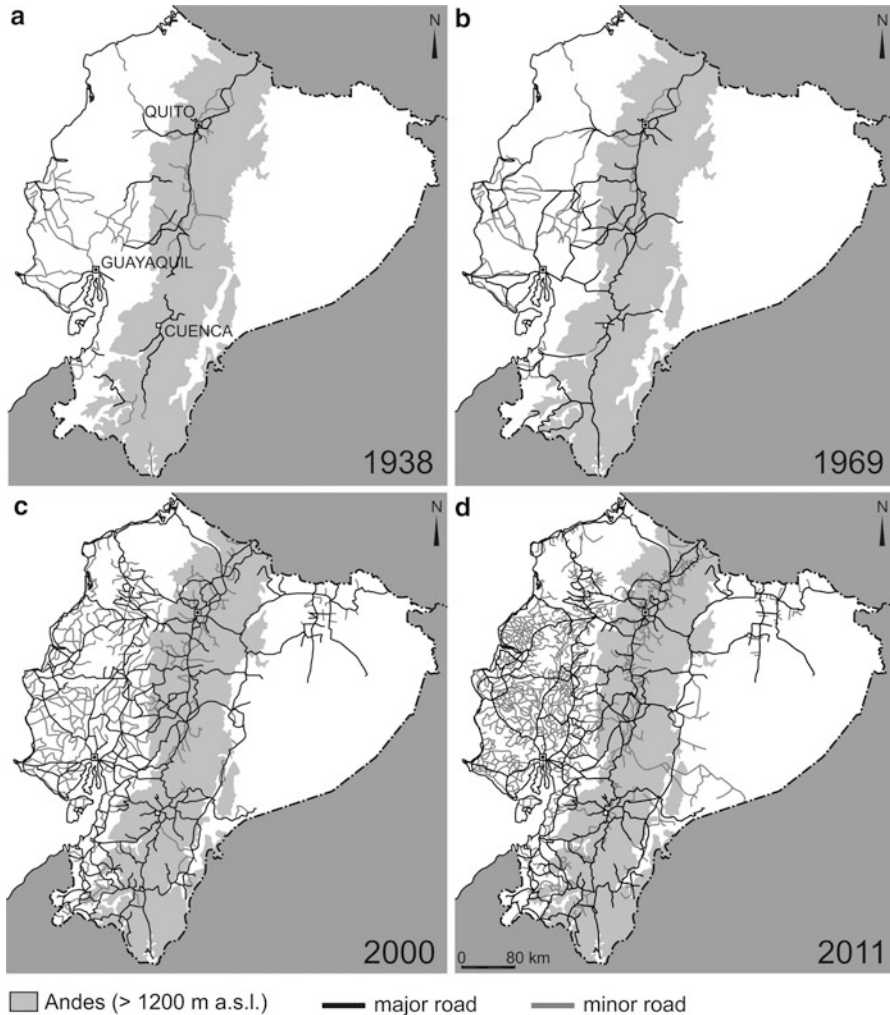 a
N
QUITO
GUAYAQUIL
CUENCA
1938
b
N
1969
c
N
2000
d
N
0 80 km
2011
Andes (> 1200 m a.s.l.) major road minor road